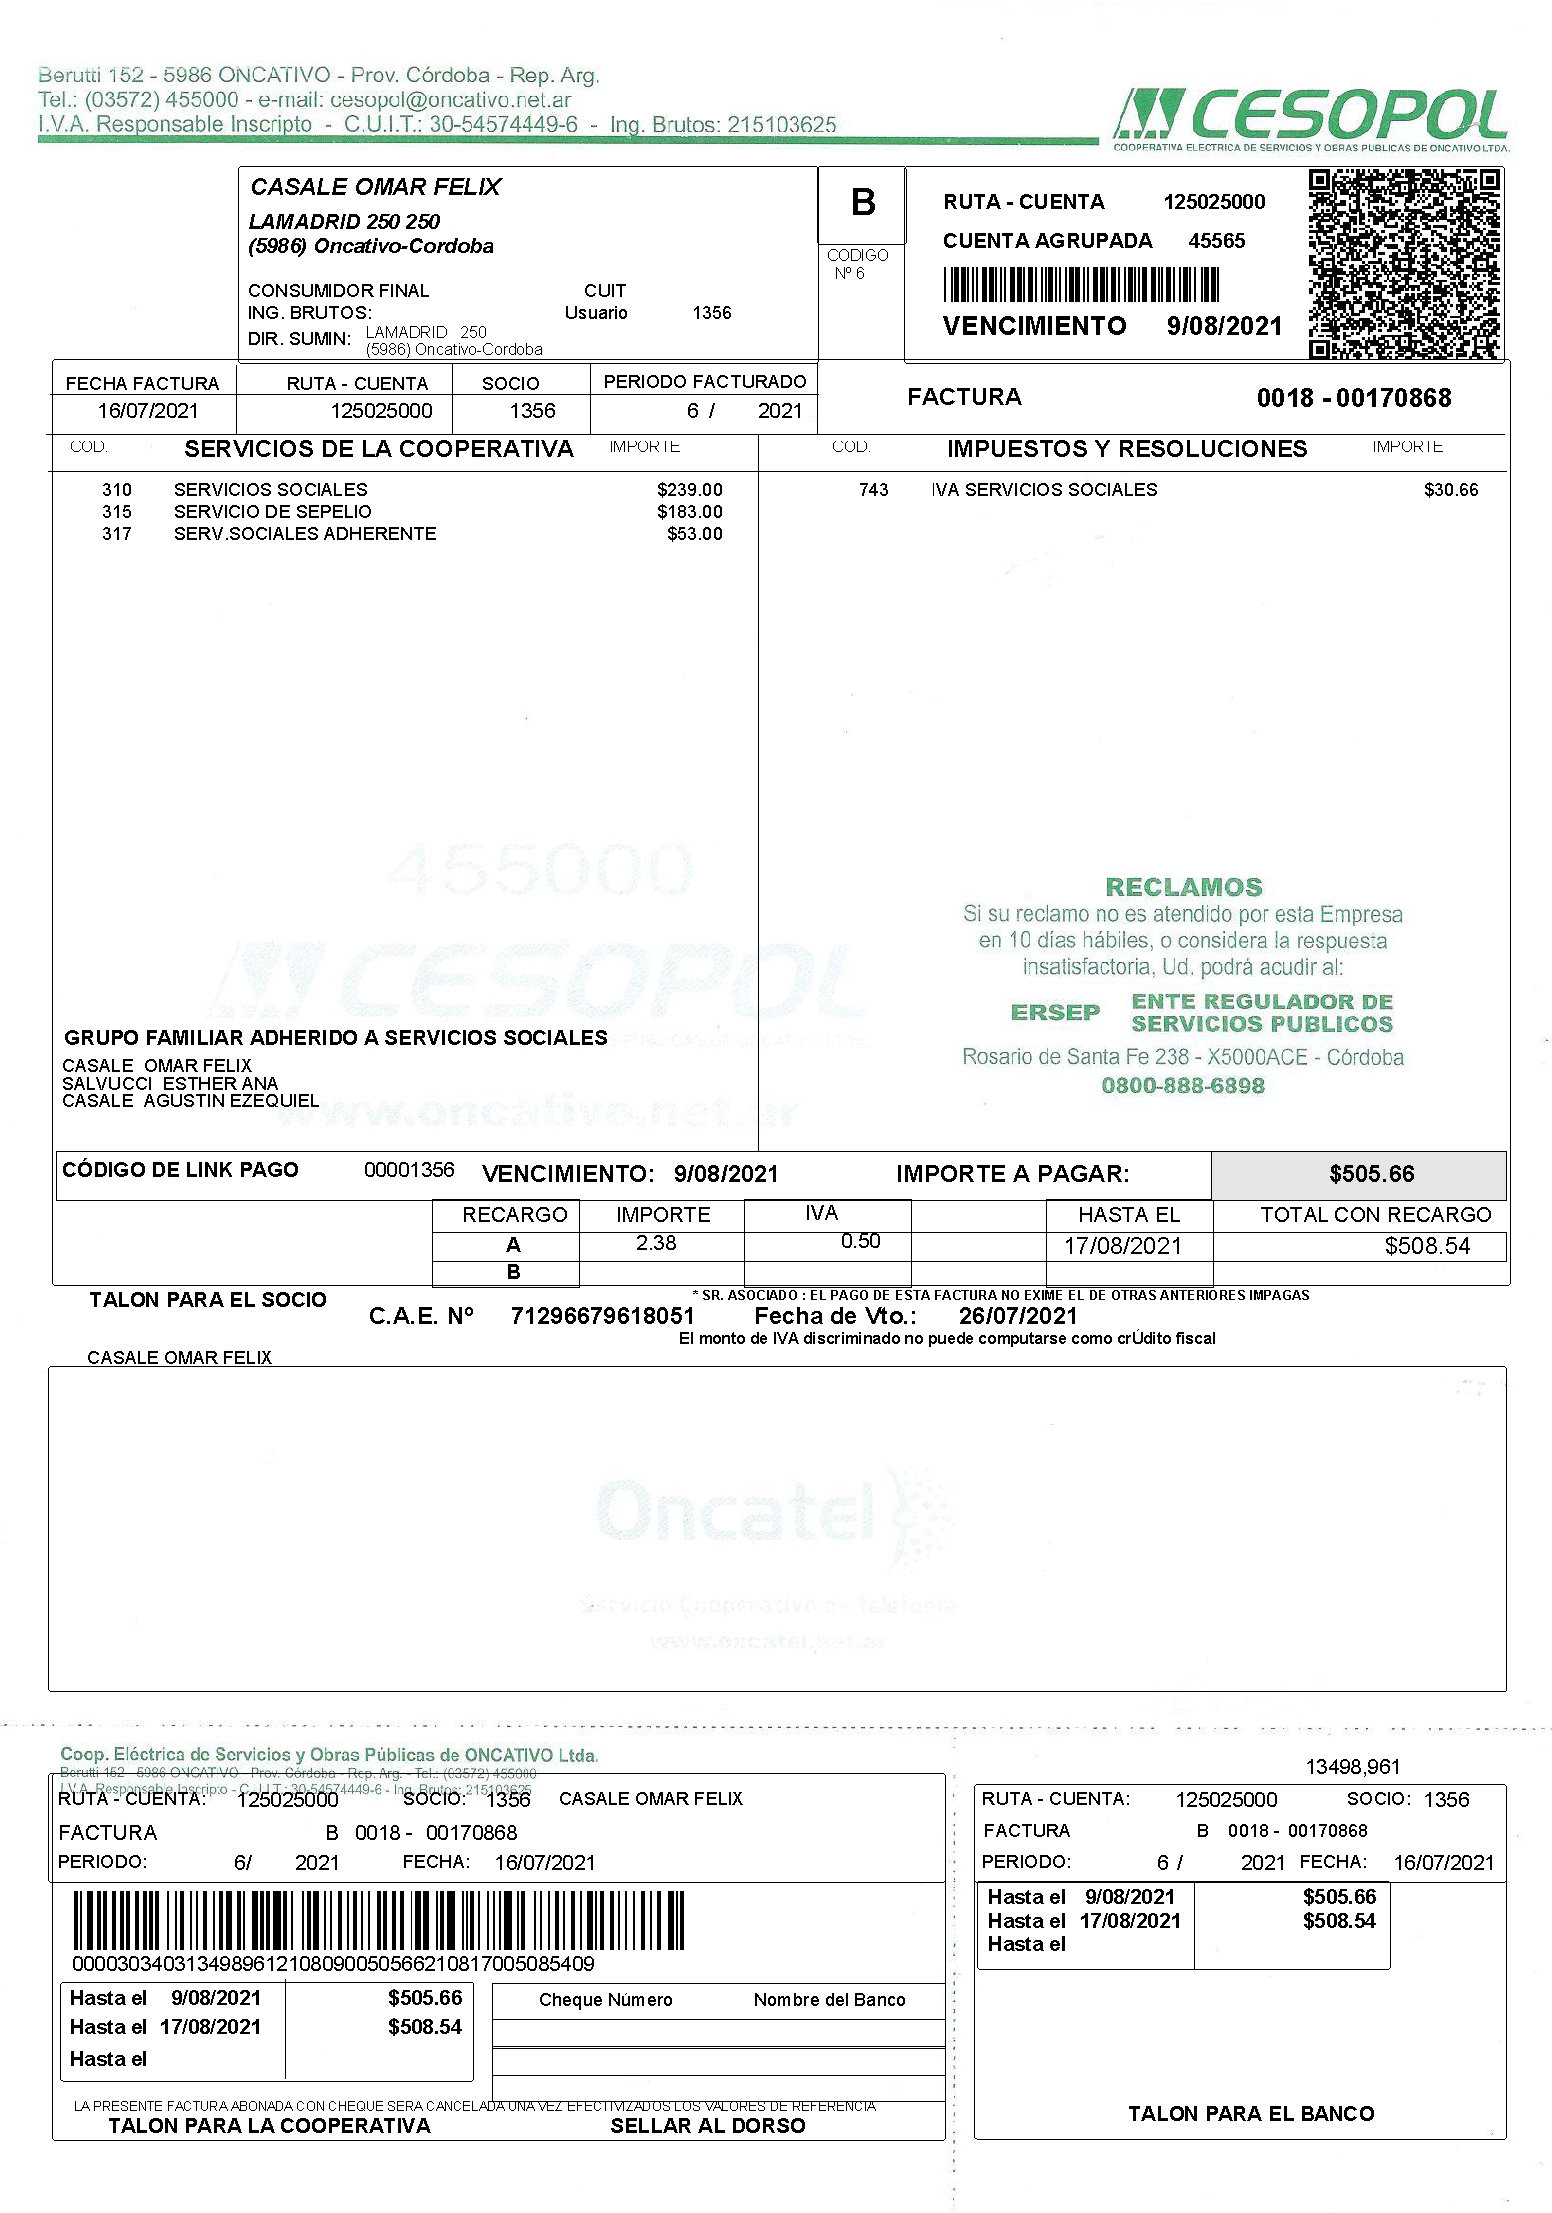 Berutti 152 - 5986 ONCATIVO - Prov. Córdoba - Rep. Arg.
Tel.: (03572) 455000 - e-mail: cesopol@oncativo.net.ar
I.V.A. Responsable Inscripto - C.U.I.T.: 30-54574449-6 - Ing. Brutos: 215103625
CESOPOL
COOPERATIVA ELECTRICA DE SERVICIOS Y OBRAS PUBLICAS DE ONCATIVO LTDA.
CASALE OMAR FELIX
LAMADRID 250 250
(5986) Oncativo-Cordoba
CONSUMIDOR FINAL CUIT
ING. BRUTOS: Usuario 1356
DIR. SUMIN: LAMADRID 250
(5986) Oncativo-Cordoba
B
CODIGO
Nº 6
RUTA - CUENTA 125025000
CUENTA AGRUPADA 45565
VENCIMIENTO 9/08/2021
FECHA FACTURA RUTA - CUENTA SOCIO PERIODO FACTURADO
16/07/2021 125025000 1356 6 / 2021
FACTURA 0018 - 00170868
COD. SERVICIOS DE LA COOPERATIVA IMPORTE
310 SERVICIOS SOCIALES $239.00
315 SERVICIO DE SEPELIO $183.00
317 SERV.SOCIALES ADHERENTE $53.00
COD. IMPUESTOS Y RESOLUCIONES IMPORTE
743 IVA SERVICIOS SOCIALES $30.66
455000
CESOPOL
RECLAMOS
Si su reclamo no es atendido por esta Empresa
en 10 días hábiles, o considera la respuesta
insatisfactoria, Ud. podrá acudir al:
ERSEP ENTE REGULADOR DE
SERVICIOS PUBLICOS
Rosario de Santa Fe 238 - X5000ACE - Córdoba
0800-888-6898
GRUPO FAMILIAR ADHERIDO A SERVICIOS SOCIALES
CASALE OMAR FELIX
SALVUCCI ESTHER ANA
CASALE AGUSTIN EZEQUIEL
www.oncativo.net.ar
CÓDIGO DE LINK PAGO 00001356 VENCIMIENTO: 9/08/2021 IMPORTE A PAGAR: $505.66
RECARGO IMPORTE IVA HASTA EL TOTAL CON RECARGO
A 2.38 0.50 17/08/2021 $508.54
B
TALON PARA EL SOCIO
* SR. ASOCIADO : EL PAGO DE ESTA FACTURA NO EXIME EL DE OTRAS ANTERIORES IMPAGAS
C.A.E. Nº 71296679618051 Fecha de Vto.: 26/07/2021
El monto de IVA discriminado no puede computarse como crÚdito fiscal
CASALE OMAR FELIX
Oncatel
Servicio Cooperativo de Telefonía
www.oncatel.net.ar
Coop. Eléctrica de Servicios y Obras Públicas de ONCATIVO Ltda.
Berutti 152 - 5986 ONCATIVO - Prov. Córdoba - Rep. Arg. - Tel.: (03572) 455000
I.V.A. Responsable Inscripto - C.U.I.T.: 30-54574449-6 - Ing. Brutos: 215103625
RUTA - CUENTA: 125025000 SOCIO: 1356 CASALE OMAR FELIX
FACTURA B 0018 - 00170868
PERIODO: 6/ 2021 FECHA: 16/07/2021
0000303403134989612108090050566210817005085409
Hasta el 9/08/2021 $505.66
Hasta el 17/08/2021 $508.54
Hasta el
Cheque Número Nombre del Banco
LA PRESENTE FACTURA ABONADA CON CHEQUE SERA CANCELADA UNA VEZ EFECTIVIZADOS LOS VALORES DE REFERENCIA
TALON PARA LA COOPERATIVA SELLAR AL DORSO
13498,961
RUTA - CUENTA: 125025000 SOCIO: 1356
FACTURA B 0018 - 00170868
PERIODO: 6 / 2021 FECHA: 16/07/2021
Hasta el 9/08/2021 $505.66
Hasta el 17/08/2021 $508.54
Hasta el
TALON PARA EL BANCO